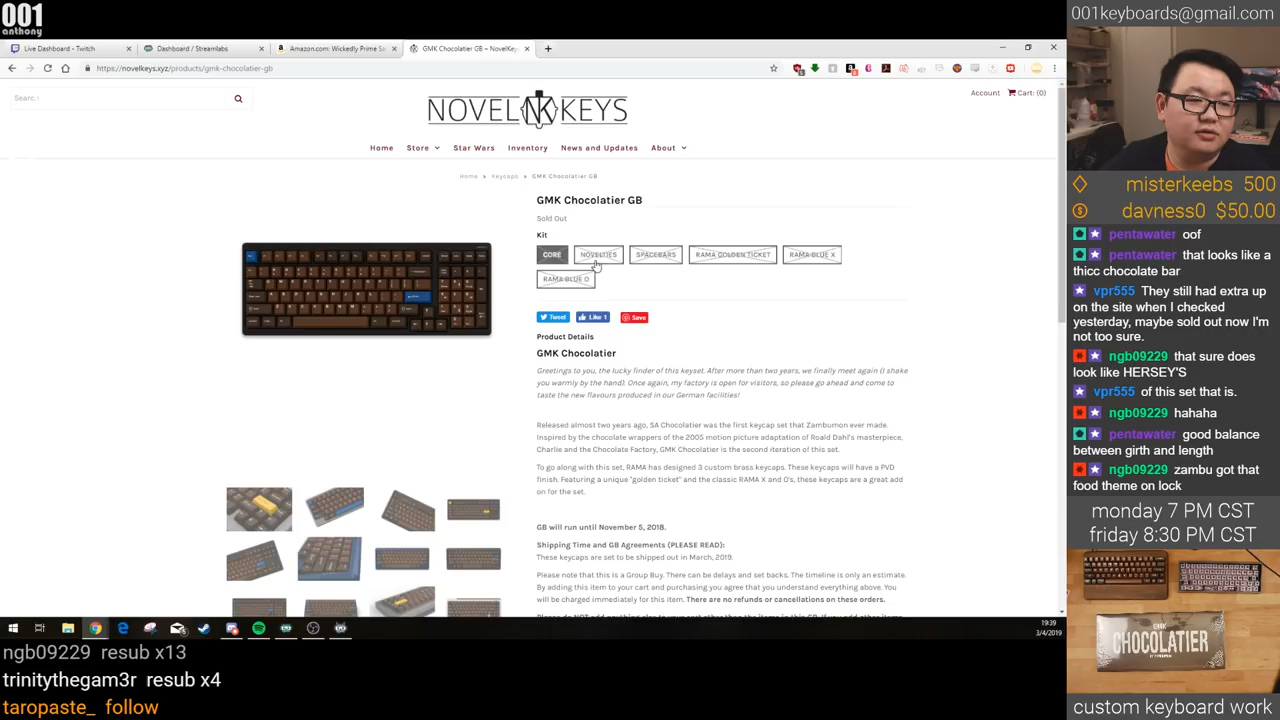 001
anthony
Live Dashboard - Twitch
Dashboard / Streamlabs
Amazon.com: Wickedly Prime Sa
GMK Chocolatier GB – NovelKey
https://novelkeys.xyz/products/gmk-chocolatier-gb
Searc
NOVEL NK KEYS
Account
Cart: (0)
Home
Store
Star Wars
Inventory
News and Updates
About
Home » Keycaps » GMK Chocolatier GB
GMK Chocolatier GB
Sold Out
Kit
CORE
NOVELTIES
SPACEBARS
RAMA GOLDEN TICKET
RAMA BLUE X
RAMA BLUE O
Tweet
Like 1
Save
Product Details
GMK Chocolatier
Greetings to you, the lucky finder of this keyset. After more than two years, we finally meet again (I shake
you warmly by the hand). Once again, my factory is open for visitors, so please go ahead and come to
taste the new flavours produced in our German facilities!
Released almost two years ago, SA Chocolatier was the first keycap set that Zambumon ever made.
Inspired by the chocolate wrappers of the 2005 motion picture adaptation of Roald Dahl's masterpiece,
Charlie and the Chocolate Factory, GMK Chocolatier is the second iteration of this set.
To go along with this set, RAMA has designed 3 custom brass keycaps. These keycaps will have a PVD
finish. Featuring a unique "golden ticket" and the classic RAMA X and O's, these keycaps are a great add
on for the set.
GB will run until November 5, 2018.
Shipping Time and GB Agreements (PLEASE READ):
These keycaps are set to be shipped out in March, 2019.
Please note that this is a Group Buy. There can be delays and set backs. The timeline is only an estimate.
By adding this item to your cart and purchasing you agree that you understand everything above. You
will be charged immediately for this item. There are no refunds or cancellations on these orders.
19:39
3/4/2019
ngb09229 resub x13
trinitythegam3r resub x4
taropaste_ follow
001keyboards@gmail.com
misterkeebs 500
davness0 $50.00
pentawater oof
pentawater that looks like a
thicc chocolate bar
vpr555 They still had extra up
on the site when I checked
yesterday, maybe sold out now I'm
not too sure.
ngb09229 that sure does
look like HERSEY'S
vpr555 of this set that is.
ngb09229 hahaha
pentawater good balance
between girth and length
ngb09229 zambu got that
food theme on lock
monday 7 PM CST
friday 8:30 PM CST
GMK
CHOCOLATIER
custom keyboard work